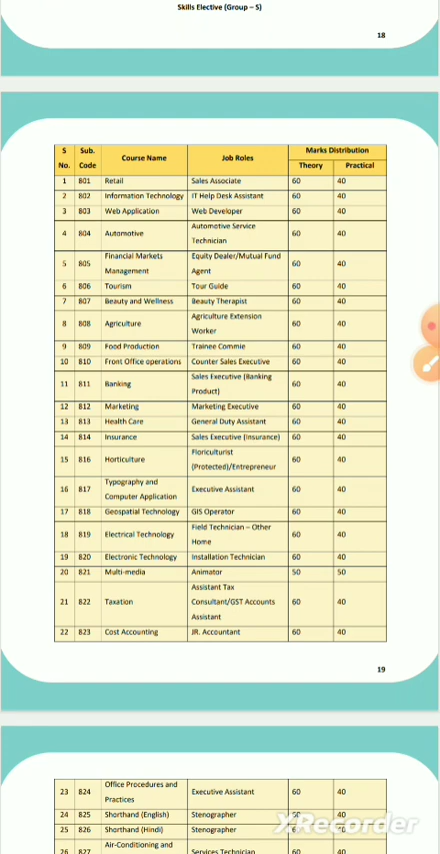 Skills Elective (Group – S)
18
S No. Sub. Code Course Name Job Roles Marks Distribution
Theory Practical
1 801 Retail Sales Associate 60 40
2 802 Information Technology IT Help Desk Assistant 60 40
3 803 Web Application Web Developer 60 40
4 804 Automotive Automotive Service Technician 60 40
5 805 Financial Markets Management Equity Dealer/Mutual Fund Agent 60 40
6 806 Tourism Tour Guide 60 40
7 807 Beauty and Wellness Beauty Therapist 60 40
8 808 Agriculture Agriculture Extension Worker 60 40
9 809 Food Production Trainee Commie 60 40
10 810 Front Office operations Counter Sales Executive 60 40
11 811 Banking Sales Executive (Banking Product) 60 40
12 812 Marketing Marketing Executive 60 40
13 813 Health Care General Duty Assistant 60 40
14 814 Insurance Sales Executive (Insurance) 60 40
15 816 Horticulture Floriculturist (Protected)/Entrepreneur 60 40
16 817 Typography and Computer Application Executive Assistant 60 40
17 818 Geospatial Technology GIS Operator 60 40
18 819 Electrical Technology Field Technician – Other Home 60 40
19 820 Electronic Technology Installation Technician 60 40
20 821 Multi-media Animator 50 50
21 822 Taxation Assistant Tax Consultant/GST Accounts Assistant 60 40
22 823 Cost Accounting JR. Accountant 60 40
19
23 824 Office Procedures and Practices Executive Assistant 60 40
24 825 Shorthand (English) Stenographer 60 40
25 826 Shorthand (Hindi) Stenographer 60 40
26 827 Air-Conditioning and Services Technician 60 40
XRecorder